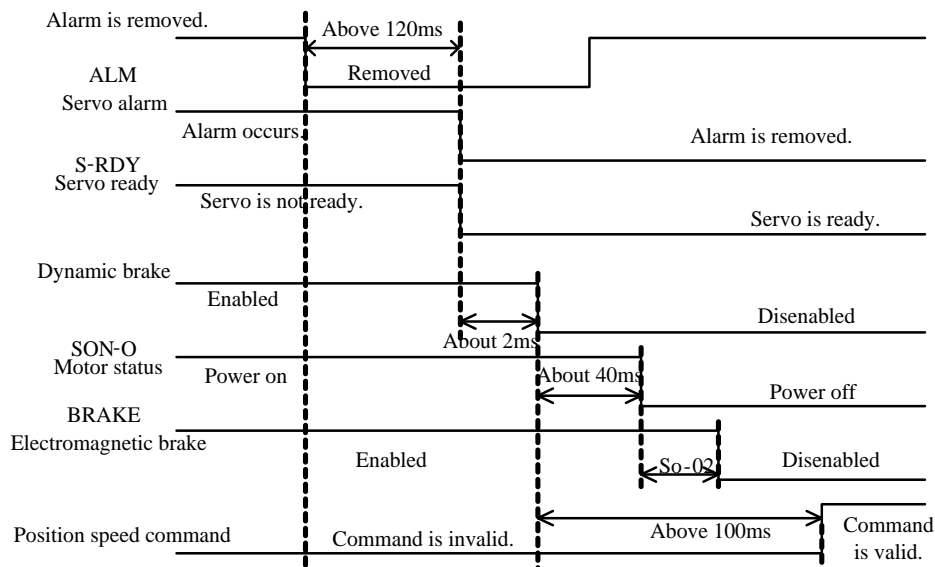 Alarm is removed.
Above 120ms
ALM
Servo alarm
Removed
Alarm occurs.
Alarm is removed.
S-RDY
Servo ready
Servo is not ready.
Servo is ready.
Dynamic brake
Enabled
Disenabled
About 2ms
SON-O
Motor status
Power on
About 40ms
Power off
BRAKE
Electromagnetic brake
Enabled
So-02
Disenabled
Position speed command
Command is invalid.
Above 100ms
Command
is valid.